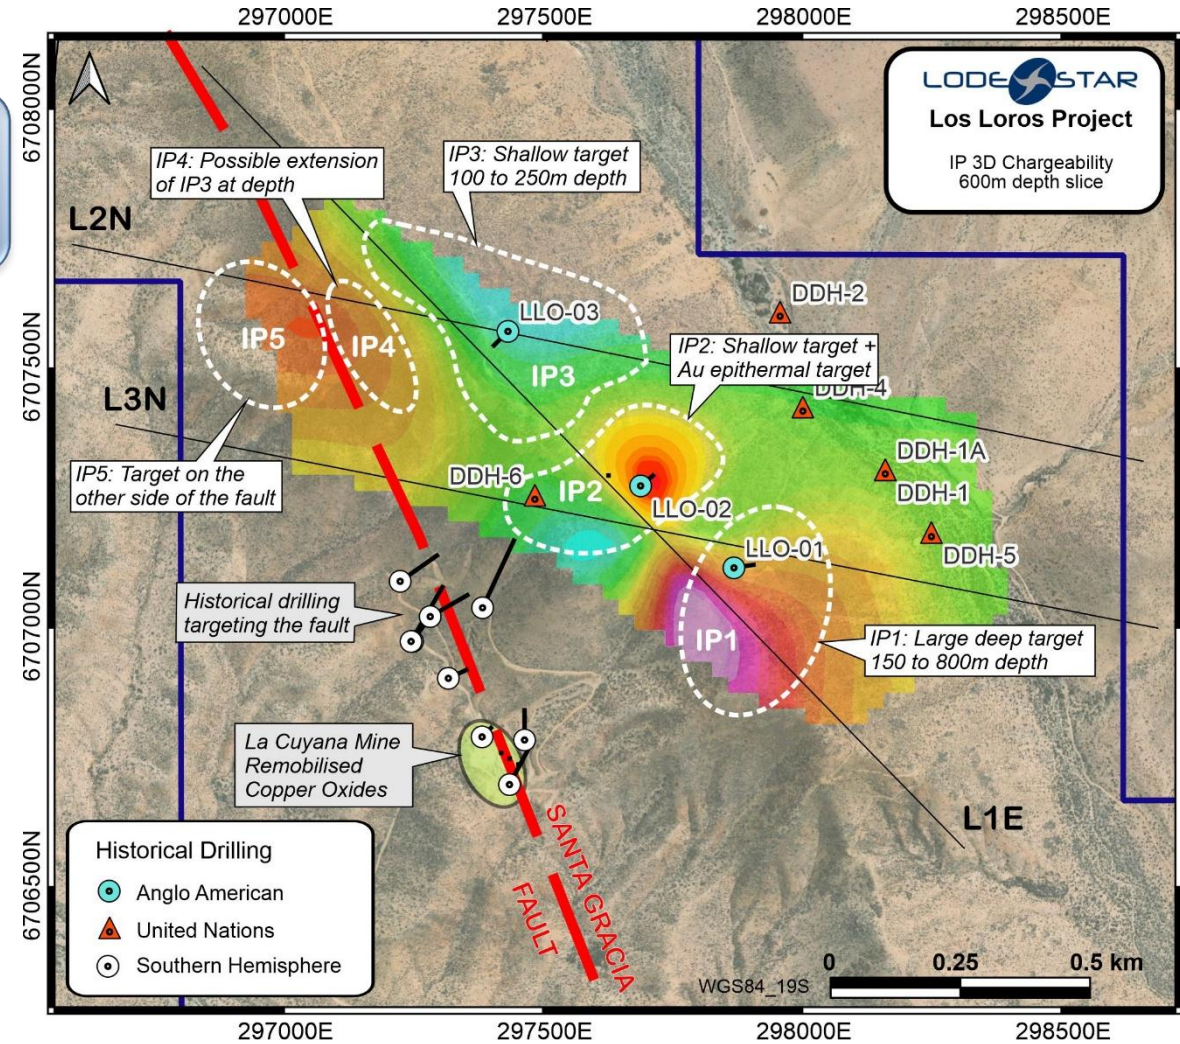 297000E
297500E
298000E
298500E
6708000N
6707500N
6707000N
6706500N
LODE STAR
Los Loros Project
IP 3D Chargeability
600m depth slice
IP4: Possible extension
of IP3 at depth
IP3: Shallow target
100 to 250m depth
L2N
DDH-2
LLO-03
IP5
IP4
IP3
IP2: Shallow target +
Au epithermal target
DDH-4
L3N
IP5: Target on the
other side of the fault
DDH-6
IP2
LLO-02
DDH-1A
DDH-1
LLO-01
DDH-5
Historical drilling
targeting the fault
IP1
IP1: Large deep target
150 to 800m depth
La Cuyana Mine
Remobilised
Copper Oxides
L1E
SANTA GRACIA
FAULT
Historical Drilling
Anglo American
United Nations
Southern Hemisphere
WGS84_19S
0
0.25
0.5 km
297000E
297500E
298000E
298500E